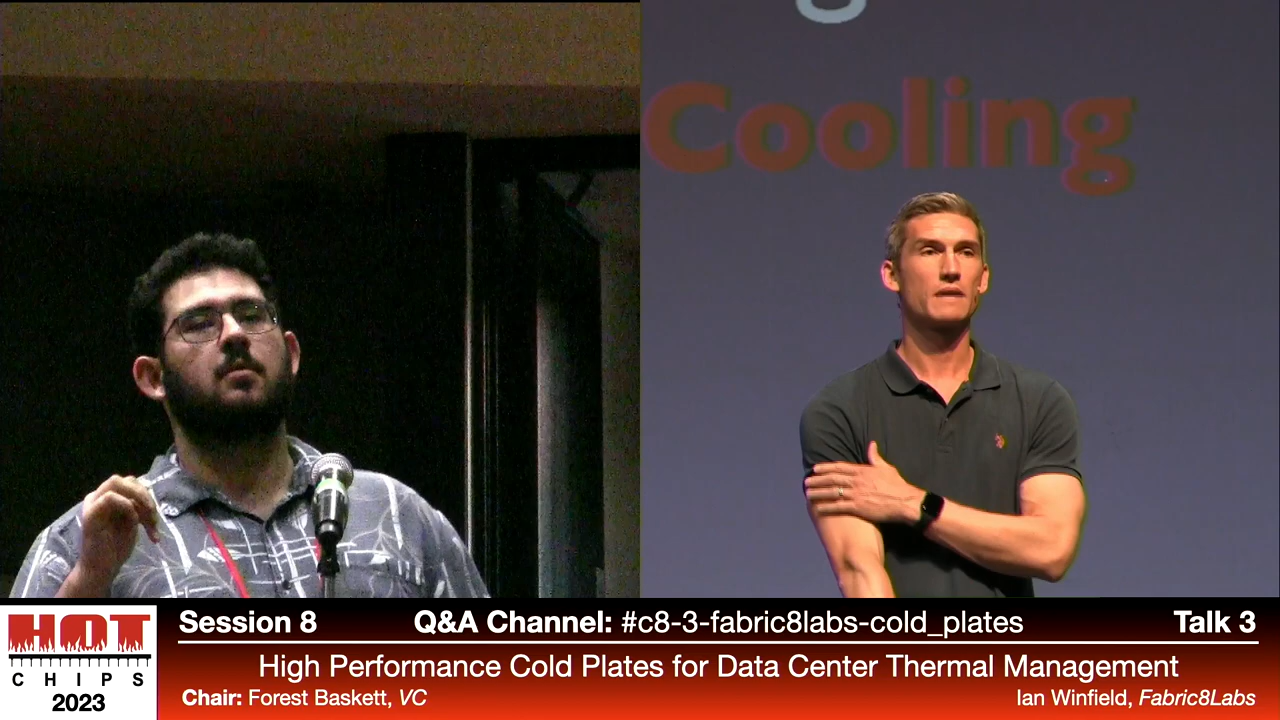 Cooling
Session 8 Q&A Channel: #c8-3-fabric8labs-cold_plates Talk 3
High Performance Cold Plates for Data Center Thermal Management
Chair: Forest Baskett, VC Ian Winfield, Fabric8Labs
HOT
CHIPS
2023